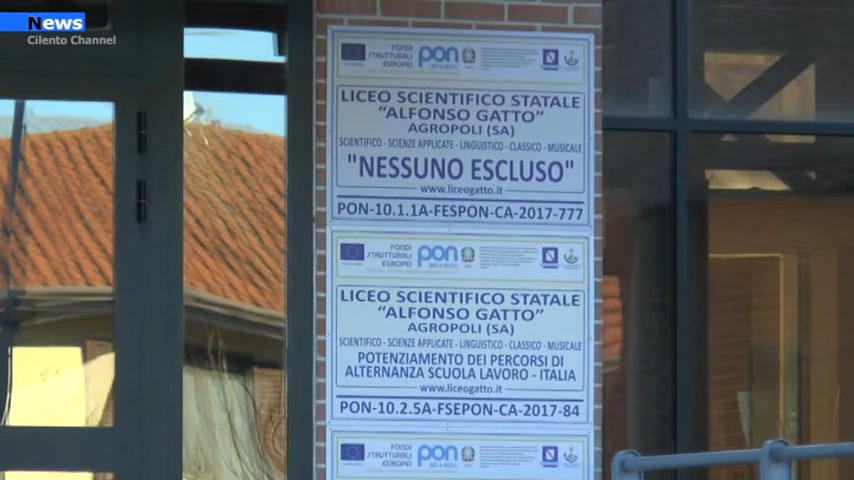 News
Cilento Channel
FONDI
STRUTTURALI
EUROPEI
pon
LICEO SCIENTIFICO STATALE
"ALFONSO GATTO"
AGROPOLI (SA)
SCIENTIFICO - SCIENZE APPLICATE - LINGUISTICO - CLASSICO - MUSICALE
"NESSUNO ESCLUSO"
www.liceogatto.it
PON-10.1.1A-FESPON-CA-2017-777
FONDI
STRUTTURALI
EUROPEI
pon
LICEO SCIENTIFICO STATALE
"ALFONSO GATTO"
AGROPOLI (SA)
SCIENTIFICO - SCIENZE APPLICATE - LINGUISTICO - CLASSICO - MUSICALE
POTENZIAMENTO DEI PERCORSI DI
ALTERNANZA SCUOLA LAVORO - ITALIA
www.liceogatto.it
PON-10.2.5A-FSEPON-CA-2017-84
FONDI
STRUTTURALI
EUROPEI
pon